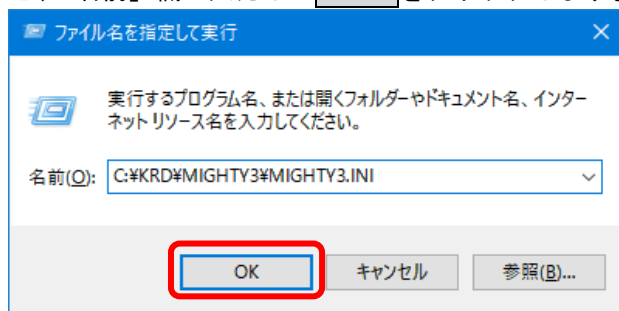 ファイル名を指定して実行
実行するプログラム名、または開くフォルダーやドキュメント名、インター
ネット リソース名を入力してください。
名前(O): C:¥KRD¥MIGHTY3¥MIGHTY3.INI
OK キャンセル 参照(B)...